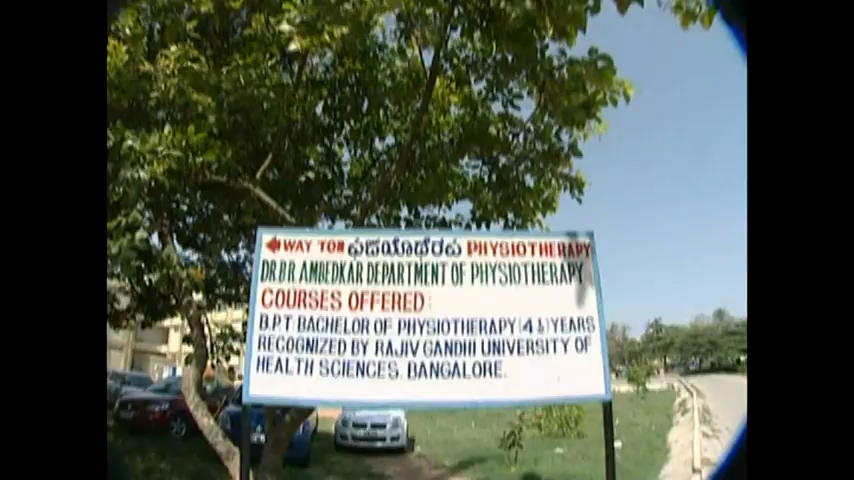 WAY TO ಫಿಜಿಯೋಥೆರಪಿ PHYSIOTHERAPY
DR B R AMBEDKAR DEPARTMENT OF PHYSIOTHERAPY
COURSES OFFERED:
B.P.T BACHELOR OF PHYSIOTHERAPY (4 ½) YEARS
RECOGNIZED BY RAJIV GANDHI UNIVERSITY OF
HEALTH SCIENCES. BANGALORE.